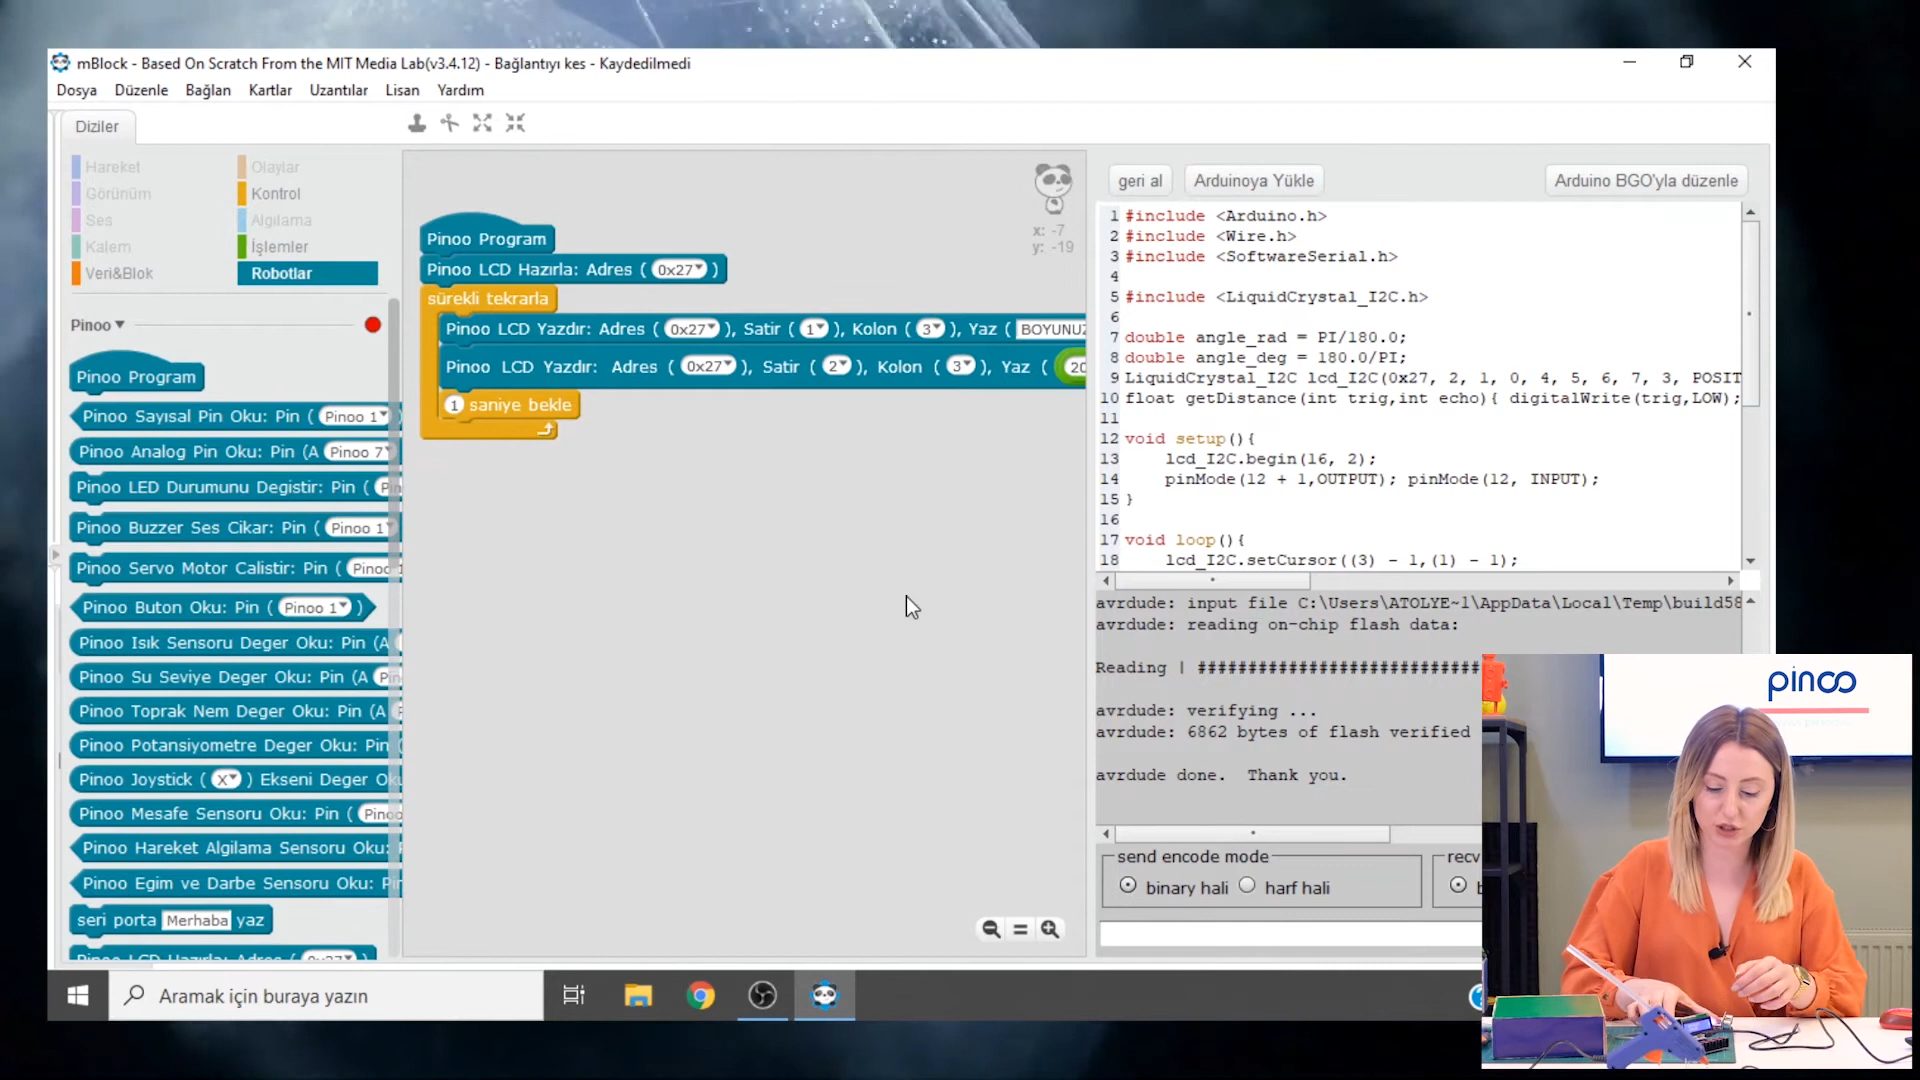 mBlock - Based On Scratch From the MIT Media Lab(v3.4.12) - Bağlantıyı kes - Kaydedilmedi
Dosya Düzenle Bağlan Kartlar Uzantılar Lisan Yardım
Diziler
Hareket
Olaylar
Görünüm
Kontrol
Ses
Algılama
Kalem
İşlemler
Veri&Blok
Robotlar
Pinoo
Pinoo Program
Pinoo Sayısal Pin Oku: Pin ( Pinoo 1 )
Pinoo Analog Pin Oku: Pin (A Pinoo 7
Pinoo LED Durumunu Degistir: Pin (
Pinoo Buzzer Ses Cikar: Pin ( Pinoo 1
Pinoo Servo Motor Calistir: Pin ( Pinoo
Pinoo Buton Oku: Pin ( Pinoo 1 )
Pinoo Isık Sensoru Deger Oku: Pin (A
Pinoo Su Seviye Deger Oku: Pin (A
Pinoo Toprak Nem Deger Oku: Pin (A
Pinoo Potansiyometre Deger Oku: Pin
Pinoo Joystick ( X ) Ekseni Deger
Pinoo Mesafe Sensoru Oku: Pin (
Pinoo Hareket Algilama Sensoru Oku:
Pinoo Egim ve Darbe Sensoru Oku:
seri porta Merhaba yaz
Pinoo LCD Hazırla: Adres ( 0x27 )
x: -7
y: -19
Pinoo Program
Pinoo LCD Hazırla: Adres ( 0x27 )
sürekli tekrarla
Pinoo LCD Yazdır: Adres ( 0x27 ), Satir ( 1 ), Kolon ( 3 ), Yaz ( BOYUNUZ
Pinoo LCD Yazdır: Adres ( 0x27 ), Satir ( 2 ), Kolon ( 3 ), Yaz ( 20
1 saniye bekle
geri al
Arduinoya Yükle
Arduino BGO'yla düzenle
1 #include <Arduino.h>
2 #include <Wire.h>
3 #include <SoftwareSerial.h>
4
5 #include <LiquidCrystal_I2C.h>
6
7 double angle_rad = PI/180.0;
8 double angle_deg = 180.0/PI;
9 LiquidCrystal_I2C lcd_I2C(0x27, 2, 1, 0, 4, 5, 6, 7, 3, POSIT
10 float getDistance(int trig,int echo){ digitalWrite(trig,LOW);
11
12 void setup(){
13 lcd_I2C.begin(16, 2);
14 pinMode(12 + 1,OUTPUT); pinMode(12, INPUT);
15 }
16
17 void loop(){
18 lcd_I2C.setCursor((3) - 1,(1) - 1);
avrdude: input file C:\Users\ATOLYE~1\AppData\Local\Temp\build58
avrdude: reading on-chip flash data:
Reading | #############################
avrdude: verifying ...
avrdude: 6862 bytes of flash verified
avrdude done.  Thank you.
send encode mode
binary hali
harf hali
recv
pinoo
Aramak için buraya yazın